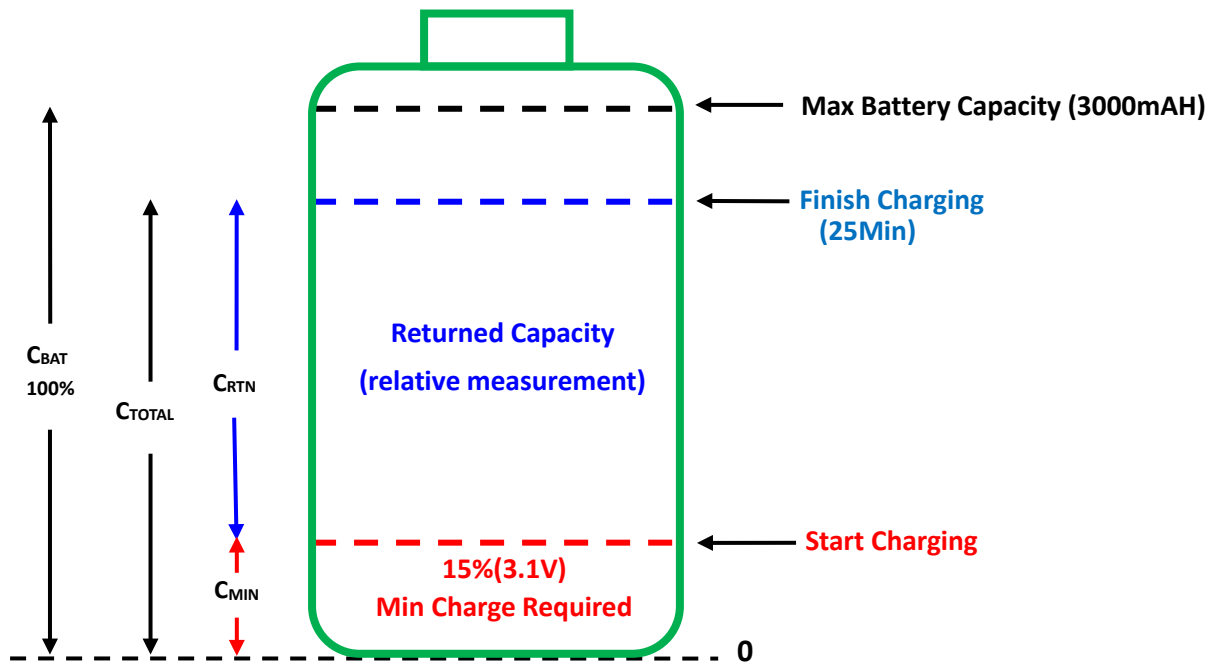 Max Battery Capacity (3000mAH)
Finish Charging
(25Min)
Returned Capacity
(relative measurement)
CBAT
100%
CRTN
CTOTAL
Start Charging
15%(3.1V)
CMIN
Min Charge Required
0